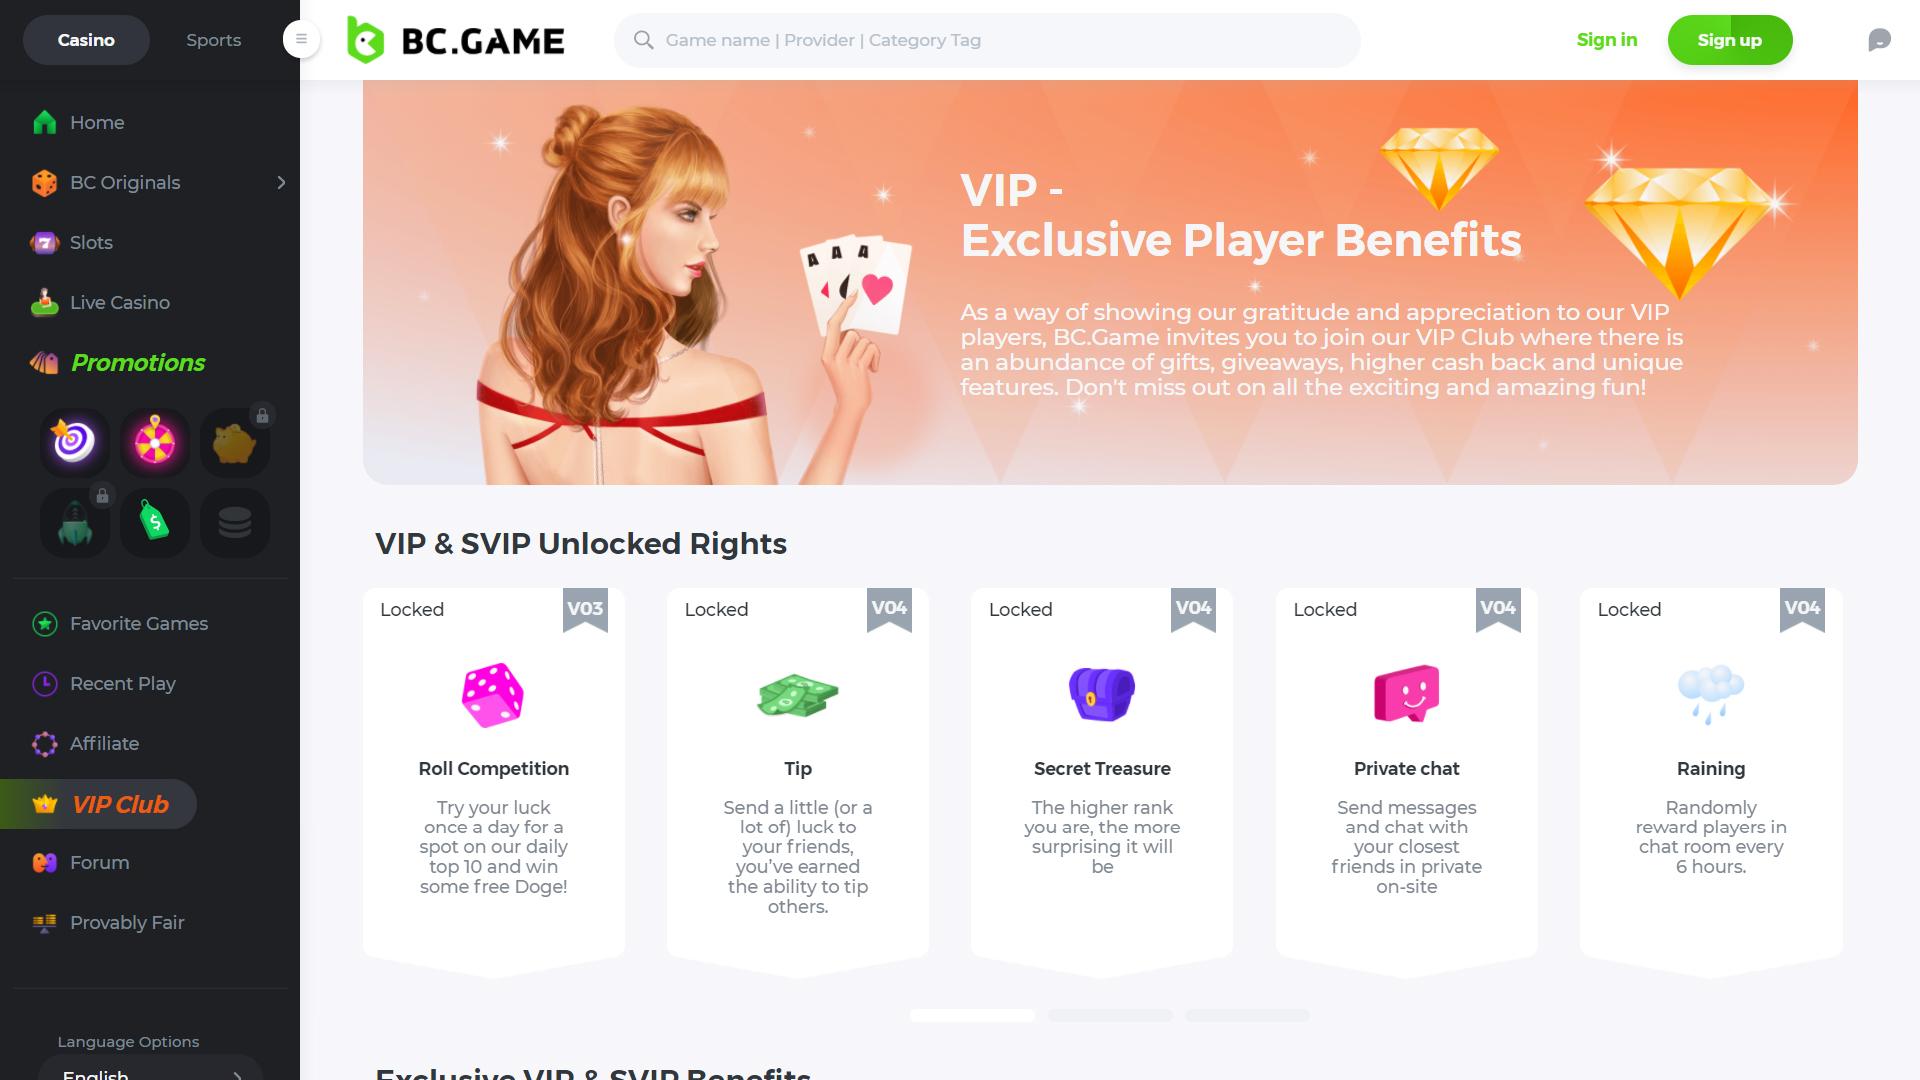 Casino
Sports
BC.GAME
Game name | Provider | Category Tag
Sign in
Sign up
Home
BC Originals
Slots
Live Casino
Promotions
Favorite Games
Recent Play
Affiliate
VIP Club
Forum
Provably Fair
Language Options
English
VIP -
Exclusive Player Benefits
As a way of showing our gratitude and appreciation to our VIP
players, BC.Game invites you to join our VIP Club where there is
an abundance of gifts, giveaways, higher cash back and unique
features. Don't miss out on all the exciting and amazing fun!
A A A
VIP & SVIP Unlocked Rights
Locked
V03
Roll Competition
Try your luck
once a day for a
spot on our daily
top 10 and win
some free Doge!
Locked
V04
Tip
Send a little (or a
lot of) luck to
your friends,
you've earned
the ability to tip
others.
Locked
V04
Secret Treasure
The higher rank
you are, the more
surprising it will
be
Locked
V04
Private chat
Send messages
and chat with
your closest
friends in private
on-site
Locked
V04
Raining
Randomly
reward players in
chat room every
6 hours.
Exclusive VIP & SVIP Benefits